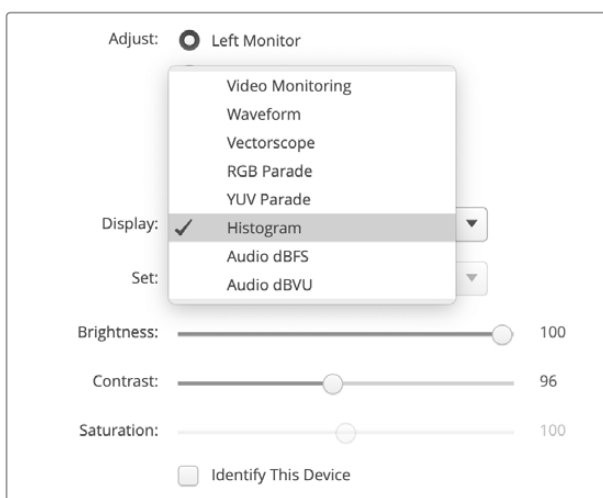 Adjust: Left Monitor
Video Monitoring
Waveform
Vectorscope
RGB Parade
YUV Parade
Display: Histogram
Audio dBFS
Set: Audio dBVU
Brightness: 100
Contrast: 96
Saturation: 100
Identify This Device